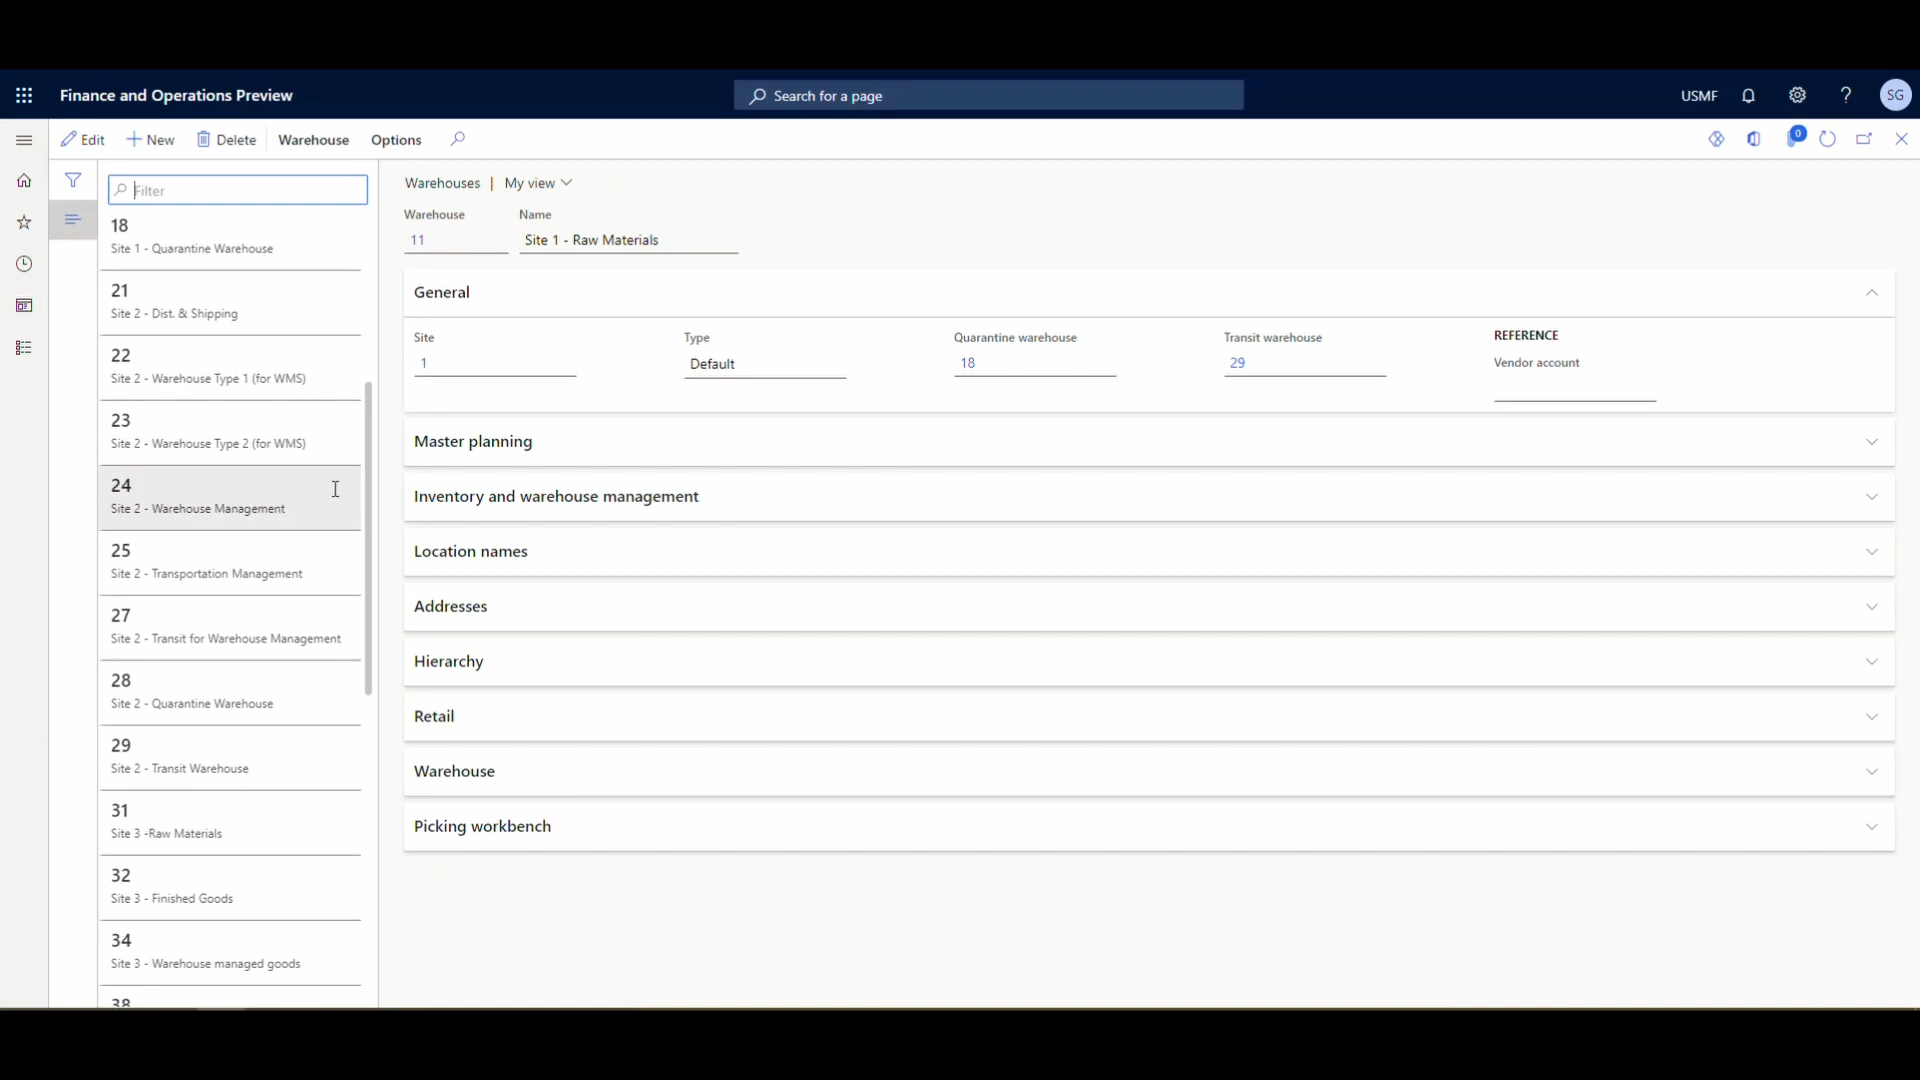 Finance and Operations Preview
Search for a page
USMF
?
SG
Edit
New
Delete
Warehouse
Options
0
Filter
18
Site 1 - Quarantine Warehouse
21
Site 2 - Dist. & Shipping
22
Site 2 - Warehouse Type 1 (for WMS)
23
Site 2 - Warehouse Type 2 (for WMS)
24
Site 2 - Warehouse Management
25
Site 2 - Transportation Management
27
Site 2 - Transit for Warehouse Management
28
Site 2 - Quarantine Warehouse
29
Site 2 - Transit Warehouse
31
Site 3 -Raw Materials
32
Site 3 - Finished Goods
34
Site 3 - Warehouse managed goods
38
Warehouses | My view
Warehouse
Name
11
Site 1 - Raw Materials
General
Site
Type
Quarantine warehouse
Transit warehouse
REFERENCE
1
Default
18
29
Vendor account
Master planning
Inventory and warehouse management
Location names
Addresses
Hierarchy
Retail
Warehouse
Picking workbench